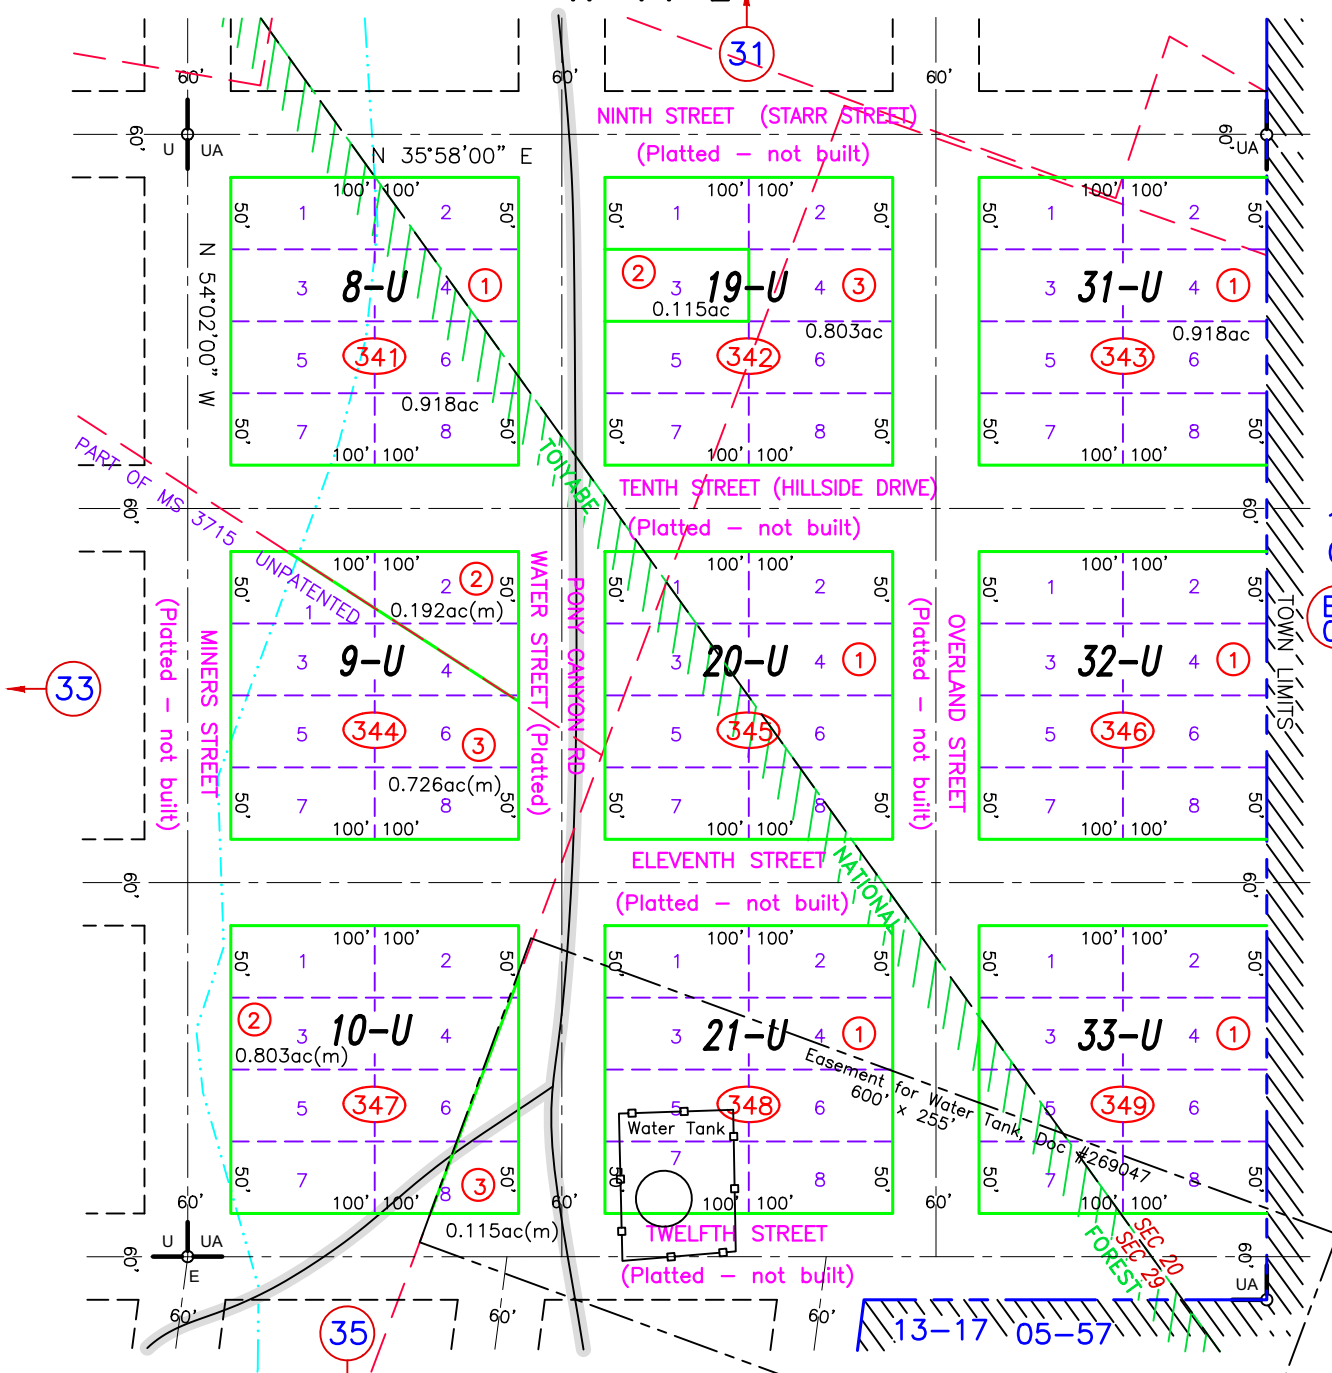 31
60'
60'
60'
NINTH STREET (STARR STREET)
60'
U UA
N 35°58'00" E
(Platted - not built)
60'
UA
100' 100'
100' 100'
100' 100'
50' 1 2 50'
50' 1 2 50'
50' 1 2 50'
N 54°02'00" W
3 8-U 4 1
2 3 19-U 4 3
3 31-U 4 1
0.115ac
0.803ac
0.918ac
5 341 6
5 342 6
5 343 6
0.918ac
50' 7 8 50'
50' 7 8 50'
50' 7 8 50'
100' 100'
100' 100'
100' 100'
PART OF MS 3715 UNPATENTED
TOIYABE
TENTH STREET (HILLSIDE DRIVE)
60'
60'
(Platted - not built)
100' 100'
100' 100'
100' 100'
50' 1 2 2 50'
50' 1 2 50'
50' 1 2 50'
0.192ac(m)
MINERS STREET
(Platted - not built)
WATER STREET (Platted)
PONY CANYON RD
OVERLAND STREET
(Platted - not built)
TOWN LIMITS
33
3 9-U 4
3 20-U 4 1
3 32-U 4 1
5 344 6 3
5 345 6
5 346 6
0.726ac(m)
50' 7 8 50'
50' 7 8 50'
50' 7 8 50'
100' 100'
100' 100'
100' 100'
ELEVENTH STREET
NATIONAL
60'
60'
(Platted - not built)
100' 100'
100' 100'
100' 100'
50' 1 2 50'
50' 1 2 50'
50' 1 2 50'
2 3 10-U 4
3 21-U 4 1
3 33-U 4 1
0.803ac(m)
Easement for Water Tank, Doc #269047
600' x 255'
5 347 6
348 6
5 349 6
Water Tank
50' 7 8 3 50'
7 8 50'
50' 7 8 50'
60'
100' 100'
60'
100' 100'
60'
100' 100'
0.115ac(m)
TWELFTH STREET
FOREST
SEC 20
SEC 29
60'
U UA
E
60'
UA
(Platted - not built)
60'
60'
60'
35
13-17 05-57